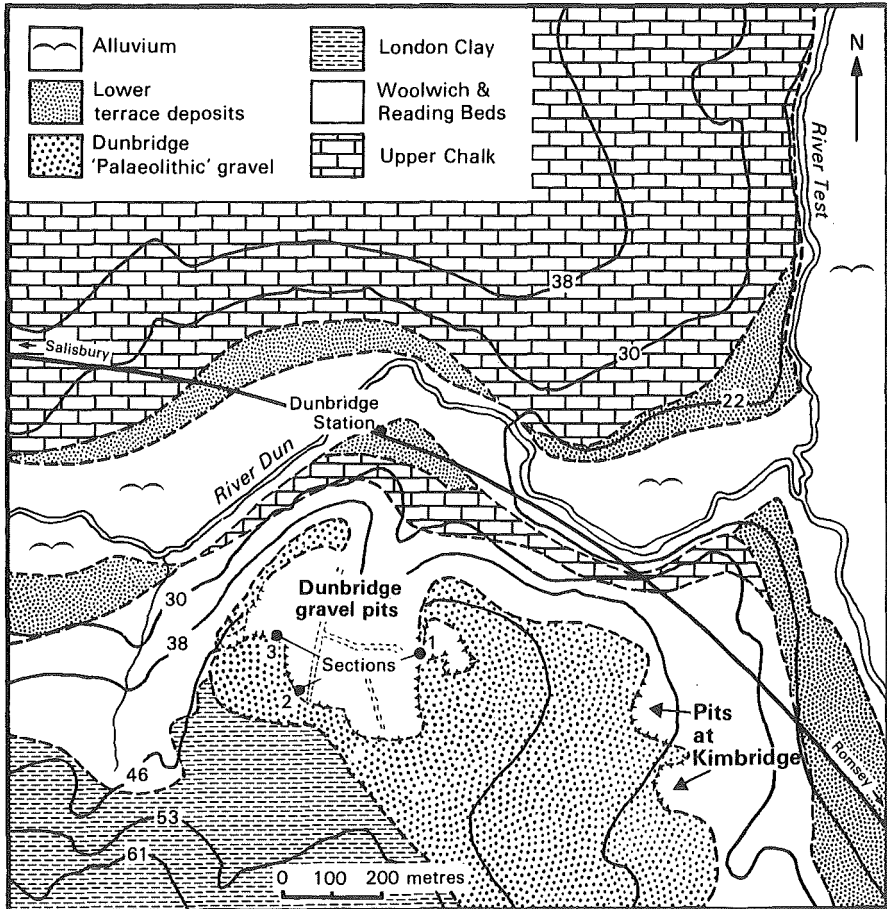 Alluvium
Lower
terrace deposits
Dunbridge
'Palaeolithic' gravel
London Clay
Woolwich &
Reading Beds
Upper Chalk
N
River Test
38
30
Salisbury
22
Dunbridge
Station
River Dun
30
38
Dunbridge
gravel pits
1
3
Sections
2
Pits
at
Kimbridge
Romsey
46
53
61
0 100 200 metres